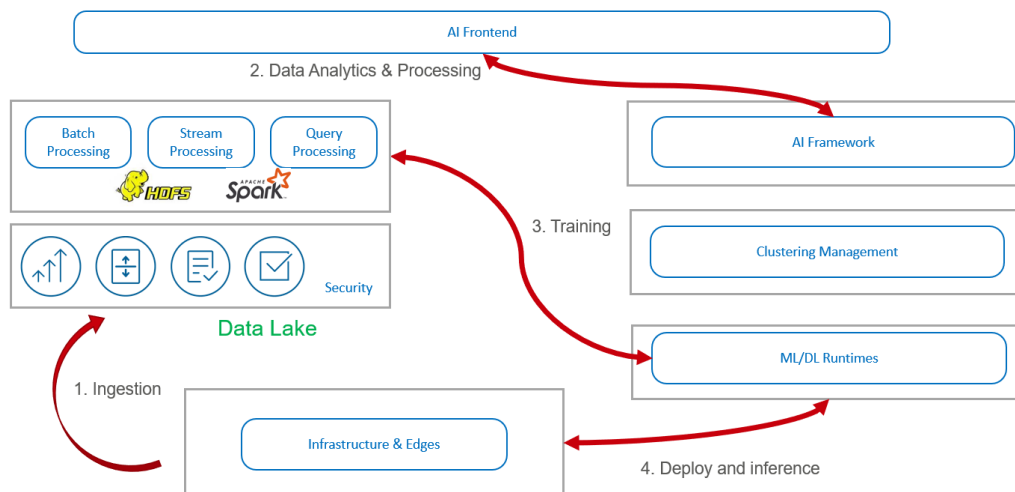 AI Frontend
2. Data Analytics & Processing
Batch
Processing
Stream
Processing
Query
Processing
HDFS
APACHE
Spark™
AI Framework
3. Training
Clustering Management
Security
Data Lake
ML/DL Runtimes
1. Ingestion
Infrastructure & Edges
4. Deploy and inference